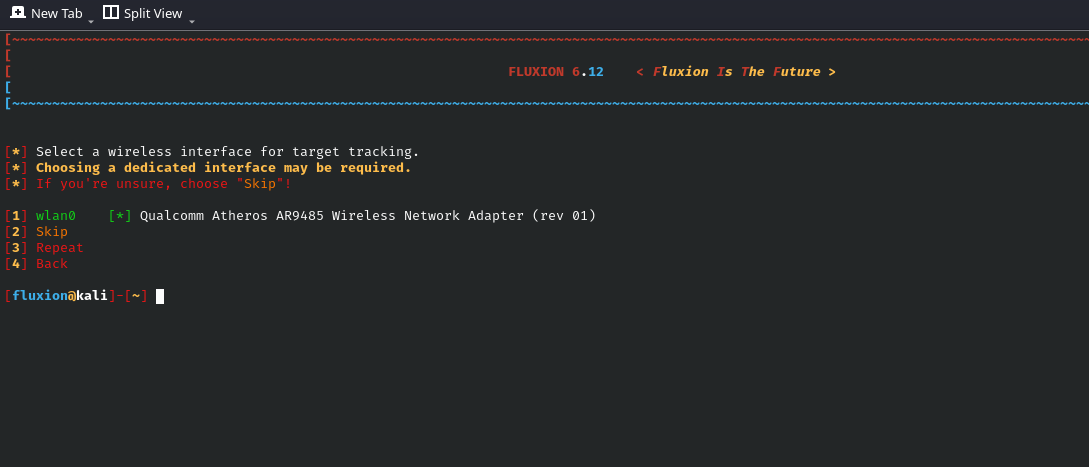 New Tab Split View
[~~~~~~~~~~~~~~~~~~~~~~~~~~~~~~~~~~~~~~~~~~~~~~~~~~~~~~~~~~~~~~~~~~~~~~~~~~~~~~~~~~~~~~~~~~~~~~~~~~~~~~~~~~~~~~~~~~~~~~~~~~~~~~~~~~~~~~~
[
[ FLUXION 6.12 < Fluxion Is The Future >
[
[~~~~~~~~~~~~~~~~~~~~~~~~~~~~~~~~~~~~~~~~~~~~~~~~~~~~~~~~~~~~~~~~~~~~~~~~~~~~~~~~~~~~~~~~~~~~~~~~~~~~~~~~~~~~~~~~~~~~~~~~~~~~~~~~~~~~~~~
[*] Select a wireless interface for target tracking.
[*] Choosing a dedicated interface may be required.
[*] If you're unsure, choose "Skip"!
[1] wlan0 [*] Qualcomm Atheros AR9485 Wireless Network Adapter (rev 01)
[2] Skip
[3] Repeat
[4] Back
[fluxion@kali]-[~]